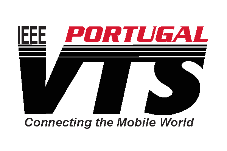 IEEE PORTUGAL
VTS
Connecting the Mobile World